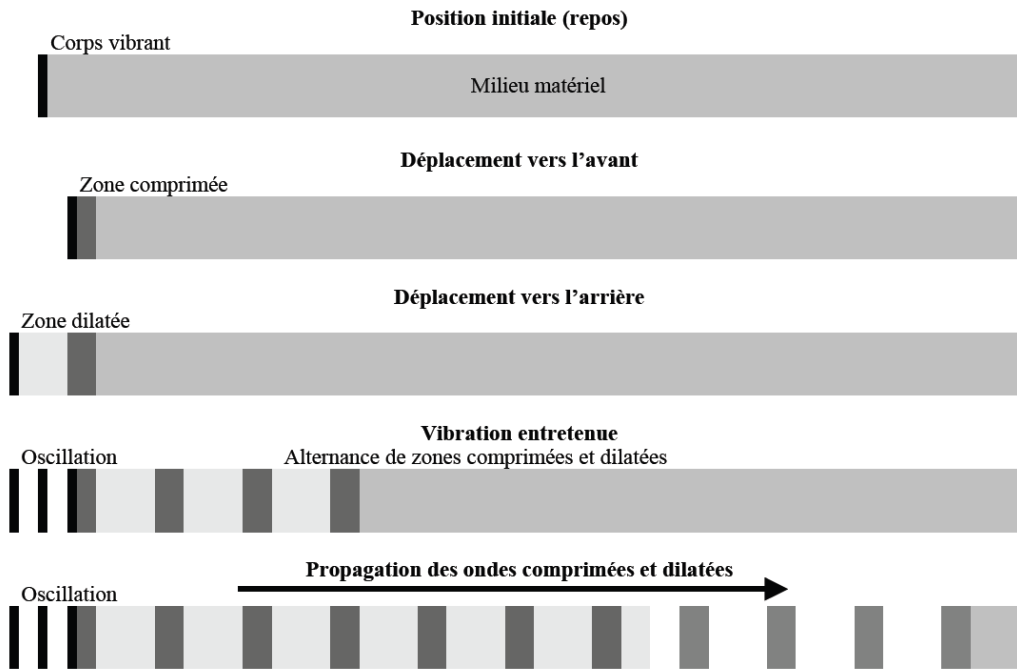 Position initiale (repos)
Corps vibrant
Milieu matériel
Déplacement vers l’avant
Zone comprimée
Déplacement vers l’arrière
Zone dilatée
Vibration entretenue
Oscillation
Alternance de zones comprimées et dilatées
Propagation des ondes comprimées et dilatées
Oscillation